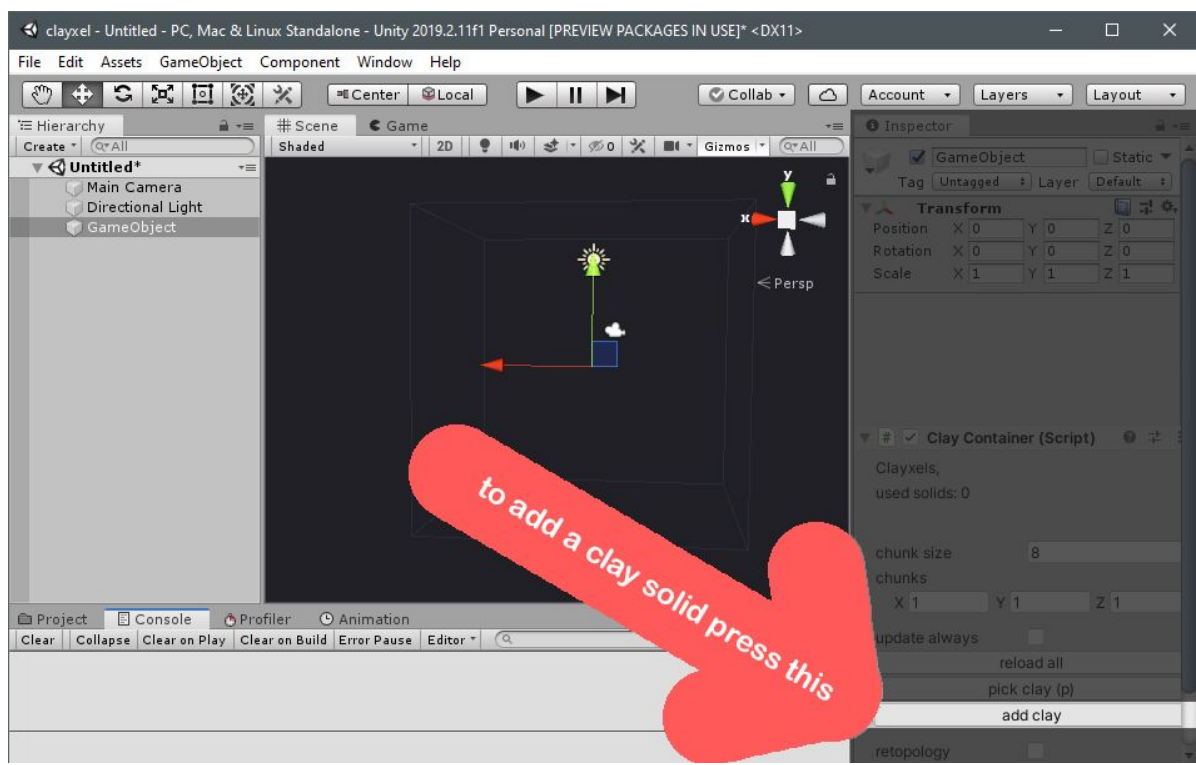 clayxel - Untitled - PC, Mac & Linux Standalone - Unity 2019.2.11f1 Personal [PREVIEW PACKAGES IN USE]* <DX11>
File Edit Assets GameObject Component Window Help
Center Local Collab Account Layers Layout
Hierarchy
Create All
Untitled*
Main Camera
Directional Light
GameObject
Scene Game
Shaded 2D 0 Gizmos All
y
x
Persp
Inspector
GameObject Static
Tag Untagged Layer Default
Transform
Position X 0 Y 0 Z 0
Rotation X 0 Y 0 Z 0
Scale X 1 Y 1 Z 1
Clay Container (Script)
Clayxels,
used solids: 0
chunk size 8
chunks
X 1 Y 1 Z 1
update always
reload all
pick clay (p)
add clay
retopology
to add a clay solid press this
Project Console Profiler Animation
Clear Collapse Clear on Play Clear on Build Error Pause Editor